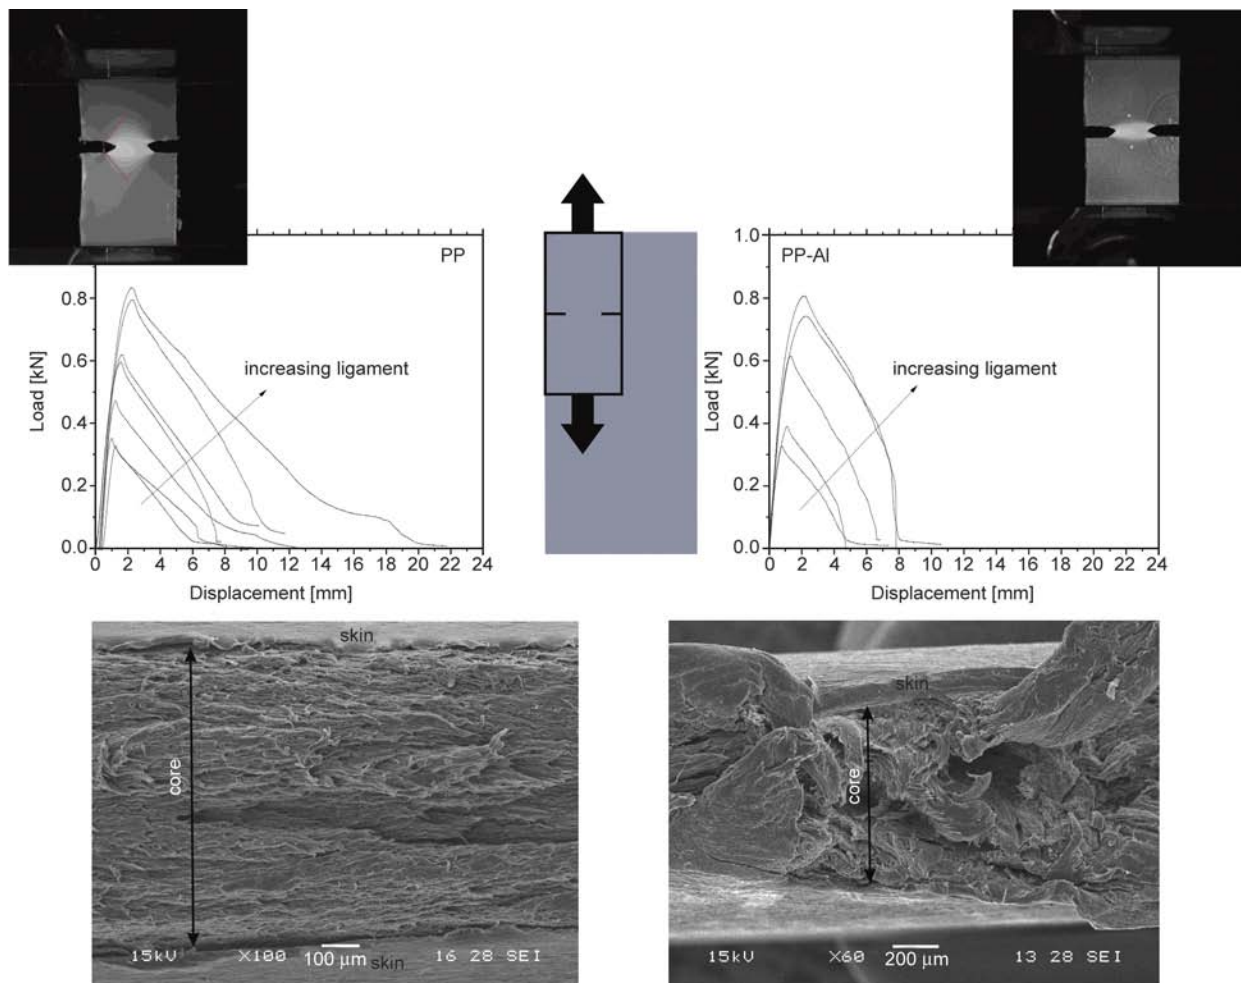 PP
0.8
0.6
0.4
0.2
0.0
Load [kN]
increasing ligament
0 2 4 6 8 10 12 14 16 18 20 22 24
Displacement [mm]
PP-Al
1.0
0.8
0.6
0.4
0.2
0.0
Load [kN]
increasing ligament
0 2 4 6 8 10 12 14 16 18 20 22 24
Displacement [mm]
skin
core
15kV X100 100 µm 16 28 SEI
skin
skin
core
15kV X60 200 µm 13 28 SEI